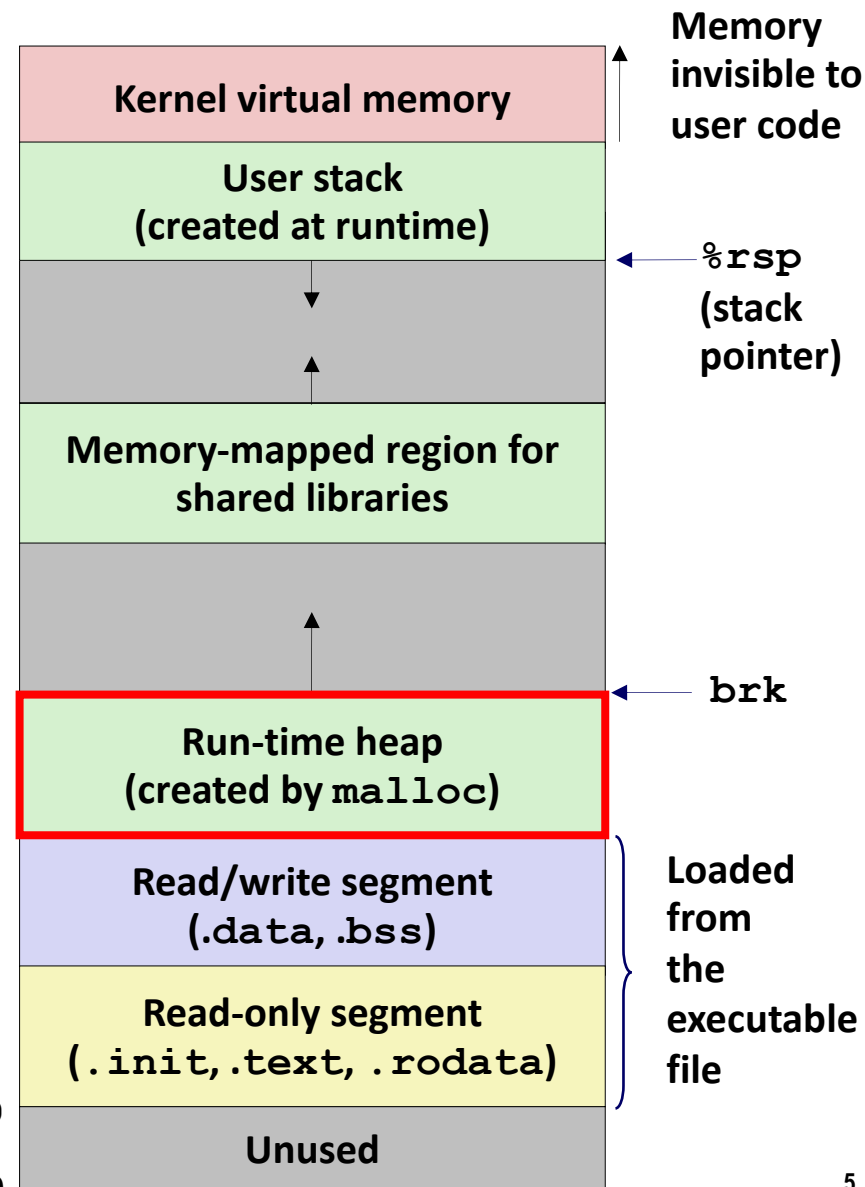 Memory
invisible to
user code
Kernel virtual memory
User stack
(created at runtime)
%rsp
(stack
pointer)
Memory-mapped region for
shared libraries
brk
Run-time heap
(created by malloc)
Read/write segment
(.data, .bss)
Loaded
from
the
executable
file
Read-only segment
(.init, .text, .rodata)
Unused
5